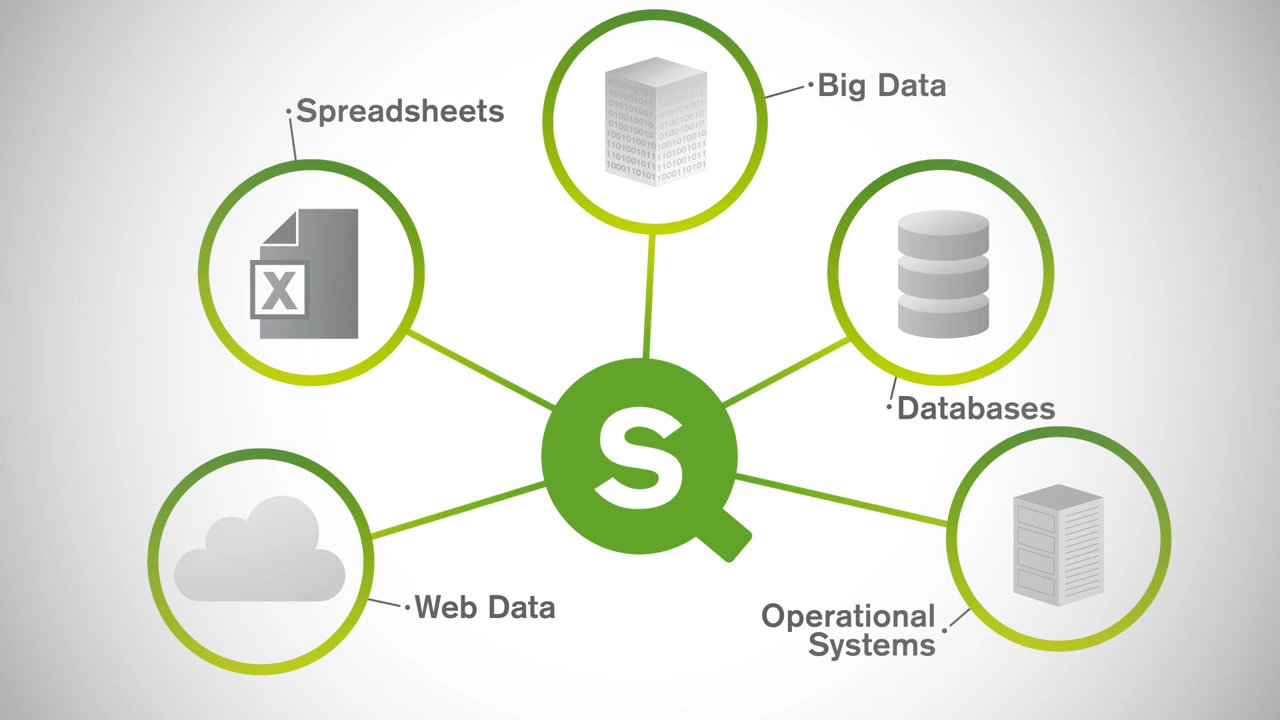 Big Data
Spreadsheets
X
Databases
S
Web Data
Operational
Systems